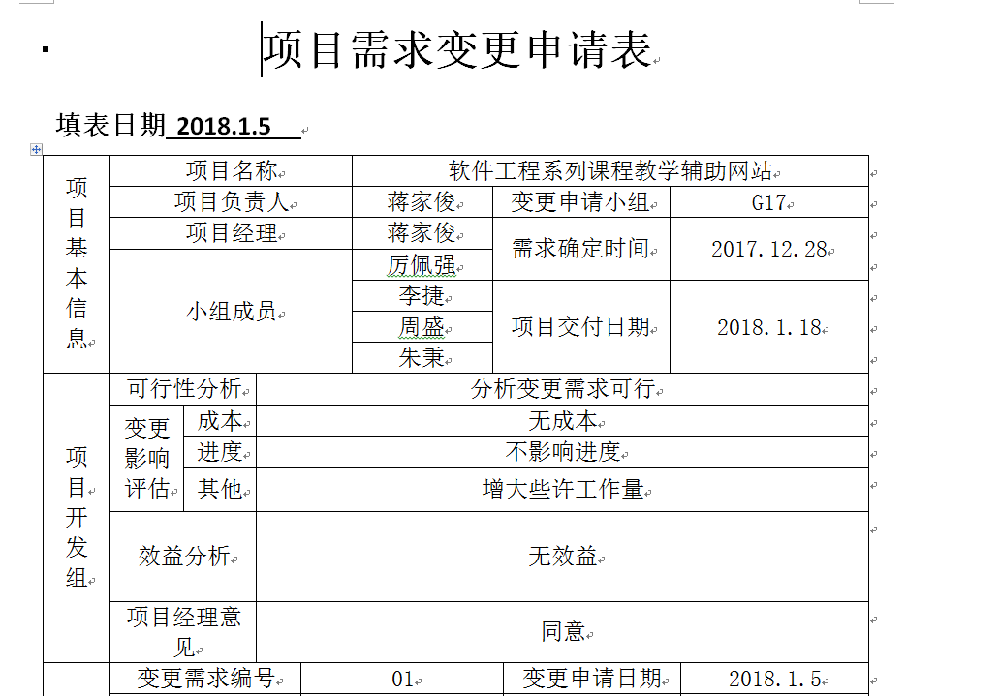 项目需求变更申请表
填表日期 2018.1.5
项目基本信息
项目名称 软件工程系列课程教学辅助网站
项目负责人 蒋家俊 变更申请小组 G17
项目经理 蒋家俊 需求确定时间 2017.12.28
小组成员 厉佩强
李捷 项目交付日期 2018.1.18
周盛
朱秉
项目开发组
可行性分析 分析变更需求可行
变更影响评估 成本 无成本
进度 不影响进度
其他 增大些许工作量
效益分析 无效益
项目经理意见 同意
变更需求编号 01 变更申请日期 2018.1.5